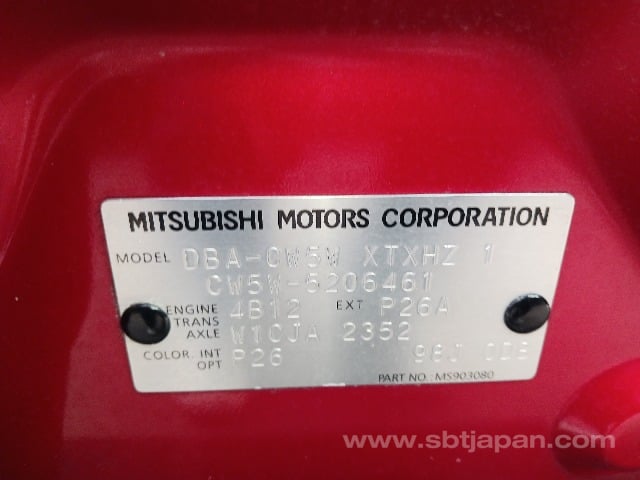 MITSUBISHI MOTORS CORPORATION
MODEL DBA-CW5W XTXHZ 1
CW5W-5206461
ENGINE 4B12 EXT P26A
TRANS AXLE W1CJA 2352
COLOR. INT OPT P26 98J
PART NO. MS903080
www.sbtjapan.com